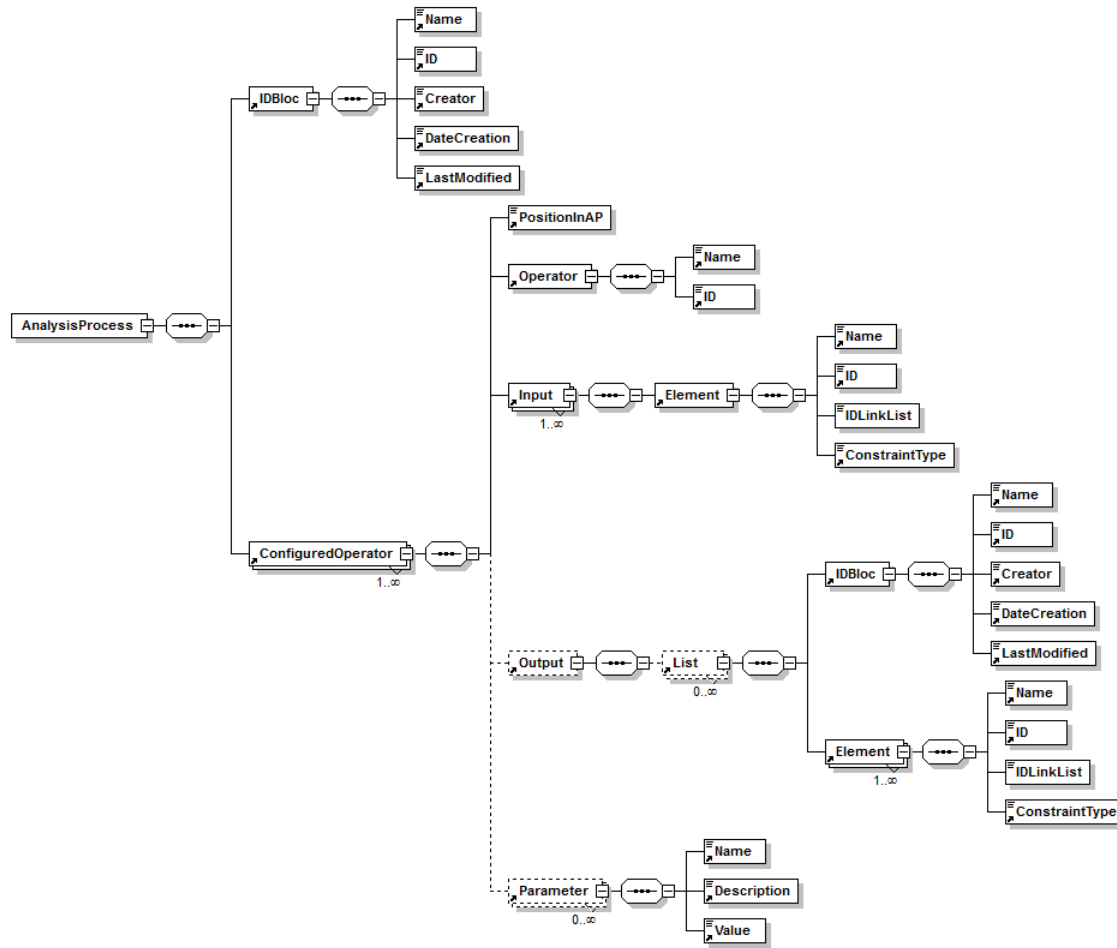 Name
ID
IDBloc
Creator
DateCreation
LastModified
PositionInAP
Name
Operator
ID
AnalysisProcess
Name
ID
Input
Element
1..∞
IDLinkList
ConstraintType
Name
ID
ConfiguredOperator
1..∞
IDBloc
Creator
DateCreation
LastModified
Output
List
0..∞
Name
ID
Element
1..∞
IDLinkList
ConstraintType
Name
Parameter
0..∞
Description
Value